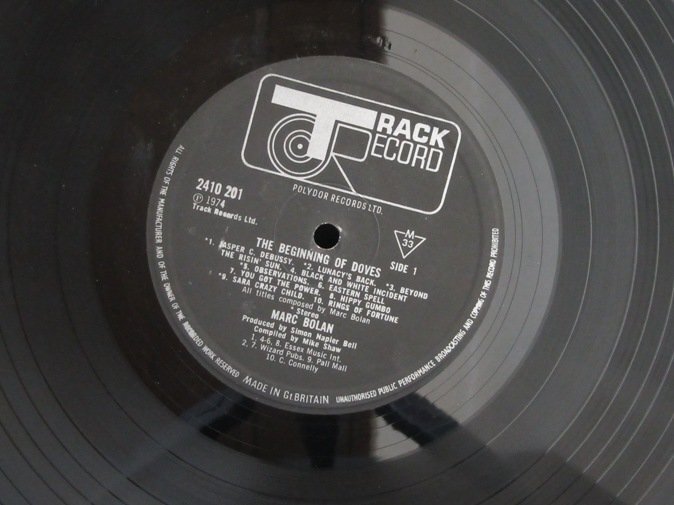 TRACK
RECORD
POLYDOR RECORDS LTD.
2410 201
℗ 1974
Track Records Ltd.
M
33
SIDE 1
THE BEGINNING OF DOVES
*1. JASPER C. DEBUSSY. *2. LUNACY'S BACK. *3. BEYOND
THE RISIN' SUN. 4. BLACK AND WHITE INCIDENT
*5. OBSERVATIONS. 6. EASTERN SPELL
*7. YOU GOT THE POWER. 8. HIPPY GUMBO
*9. SARA CRAZY CHILD. 10. RINGS OF FORTUNE
All titles composed by Marc Bolan
Stereo
MARC BOLAN
Produced by Simon Napier Bell
Compiled by Mike Shaw
1, 4-6, 8. Essex Music Int.
2, 7. Wizard Pubs. 9. Pall Mall
10. C. Connelly
ALL RIGHTS OF THE MANUFACTURER AND OF THE OWNER OF THE WORK RESERVED
MADE IN GT. BRITAIN
UNAUTHORISED PUBLIC PERFORMANCE BROADCASTING AND COPYING OF THIS RECORD PROHIBITED